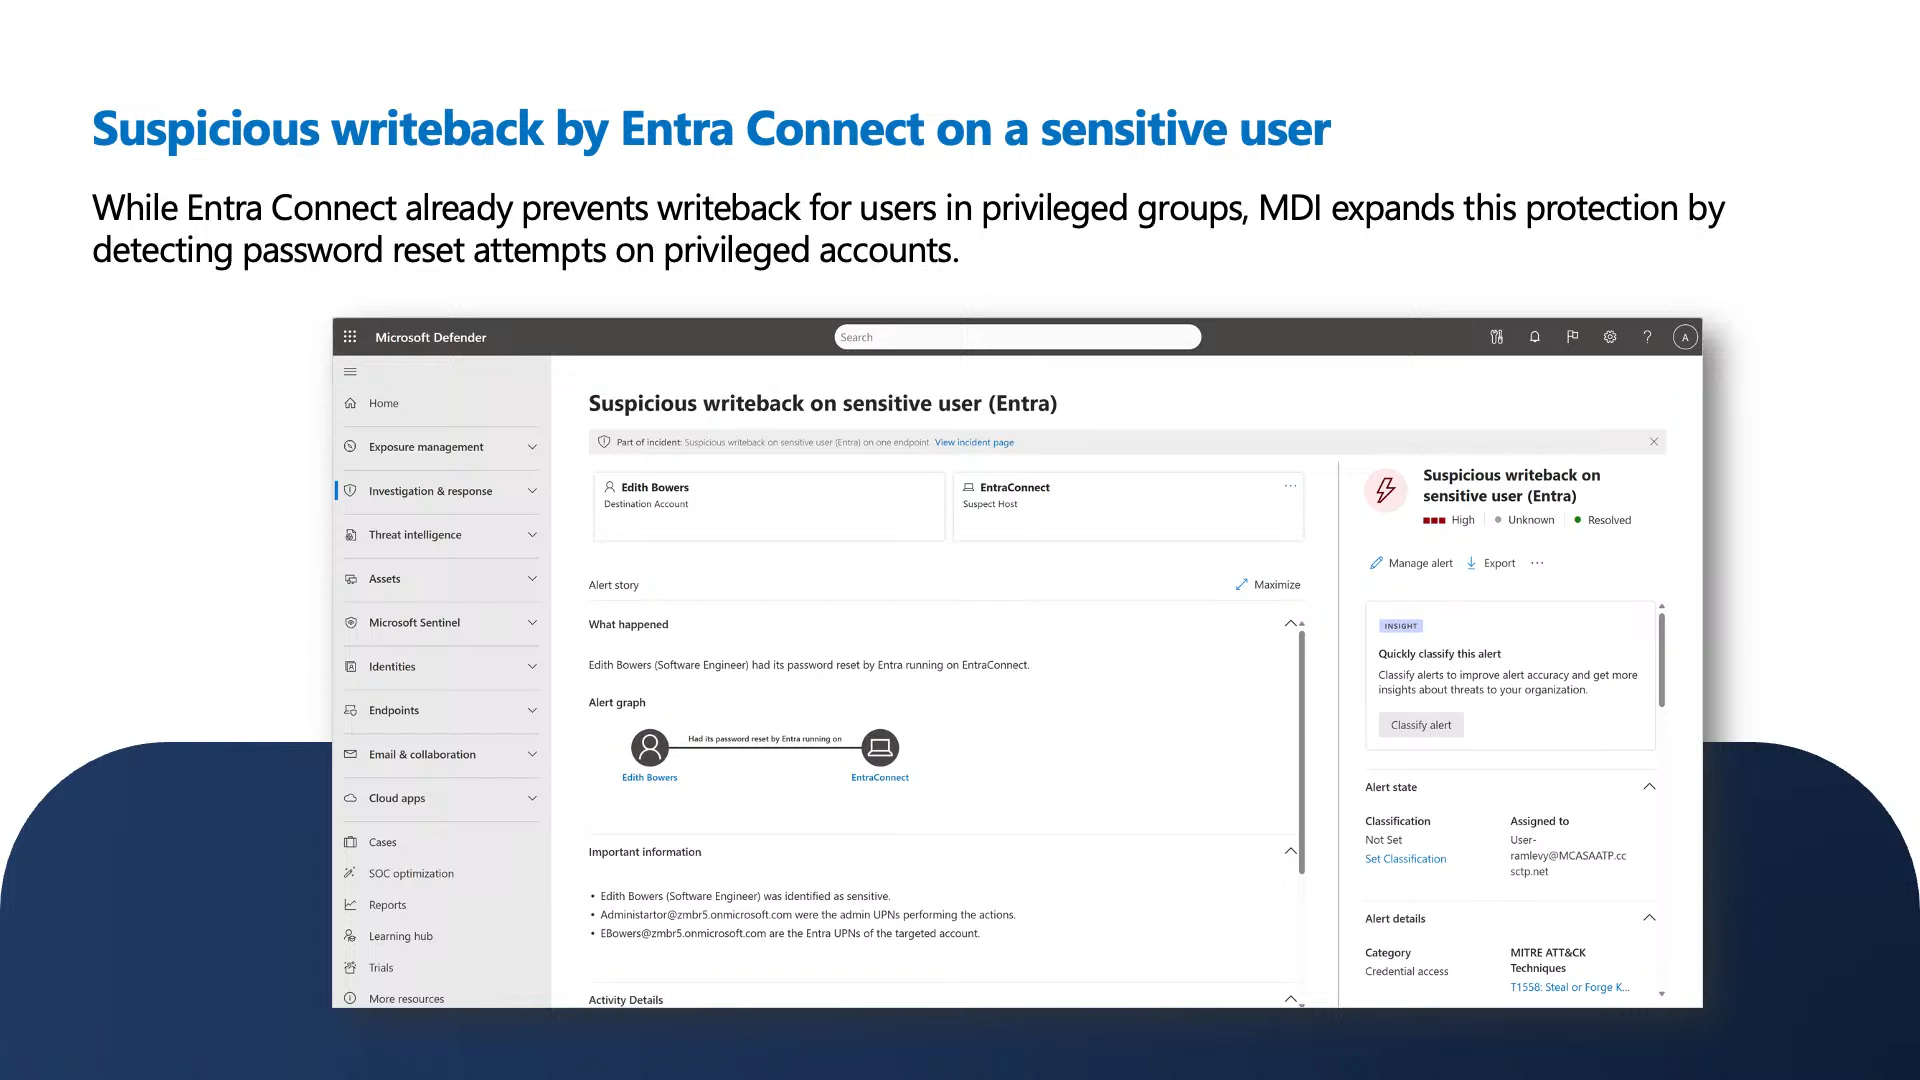 Suspicious writeback by Entra Connect on a sensitive user
While Entra Connect already prevents writeback for users in privileged groups, MDI expands this protection by
detecting password reset attempts on privileged accounts.
Microsoft Defender
Search
A
Home
Exposure management
Investigation & response
Threat intelligence
Assets
Microsoft Sentinel
Identities
Endpoints
Email & collaboration
Cloud apps
Cases
SOC optimization
Reports
Learning hub
Trials
More resources
Suspicious writeback on sensitive user (Entra)
Part of incident: Suspicious writeback on sensitive user (Entra) on one endpoint View incident page
Edith Bowers
Destination Account
EntraConnect
Suspect Host
Alert story
Maximize
What happened
Edith Bowers (Software Engineer) had its password reset by Entra running on EntraConnect.
Alert graph
Had its password reset by Entra running on
Edith Bowers
EntraConnect
Important information
• Edith Bowers (Software Engineer) was identified as sensitive.
• Administartor@zmbr5.onmicrosoft.com were the admin UPNs performing the actions.
• EBowers@zmbr5.onmicrosoft.com are the Entra UPNs of the targeted account.
Activity Details
Suspicious writeback on
sensitive user (Entra)
High
Unknown
Resolved
Manage alert
Export
INSIGHT
Quickly classify this alert
Classify alerts to improve alert accuracy and get more
insights about threats to your organization.
Classify alert
Alert state
Classification
Not Set
Set Classification
Assigned to
User-
ramlevy@MCASAATP.cc
sctp.net
Alert details
Category
Credential access
MITRE ATT&CK
Techniques
T1558: Steal or Forge K...